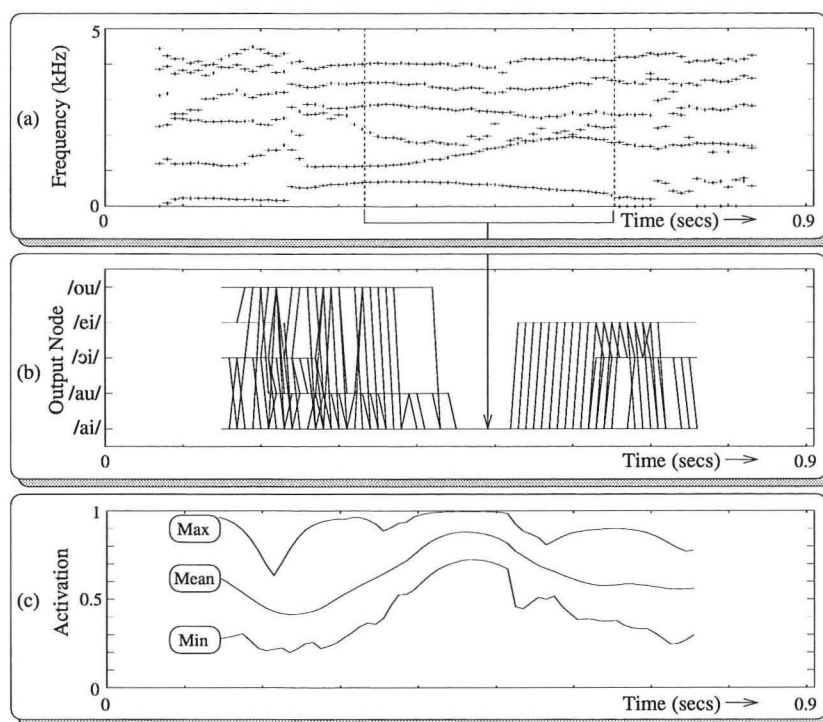 (a)
Frequency (kHz)
5
0
0
Time (secs)
0.9
(b)
Output Node
/ou/
/ei/
/ɔi/
/au/
/ai/
0
Time (secs)
0.9
(c)
Activation
1
0.5
1
Max
Mean
Min
0
Time (secs)
0.9